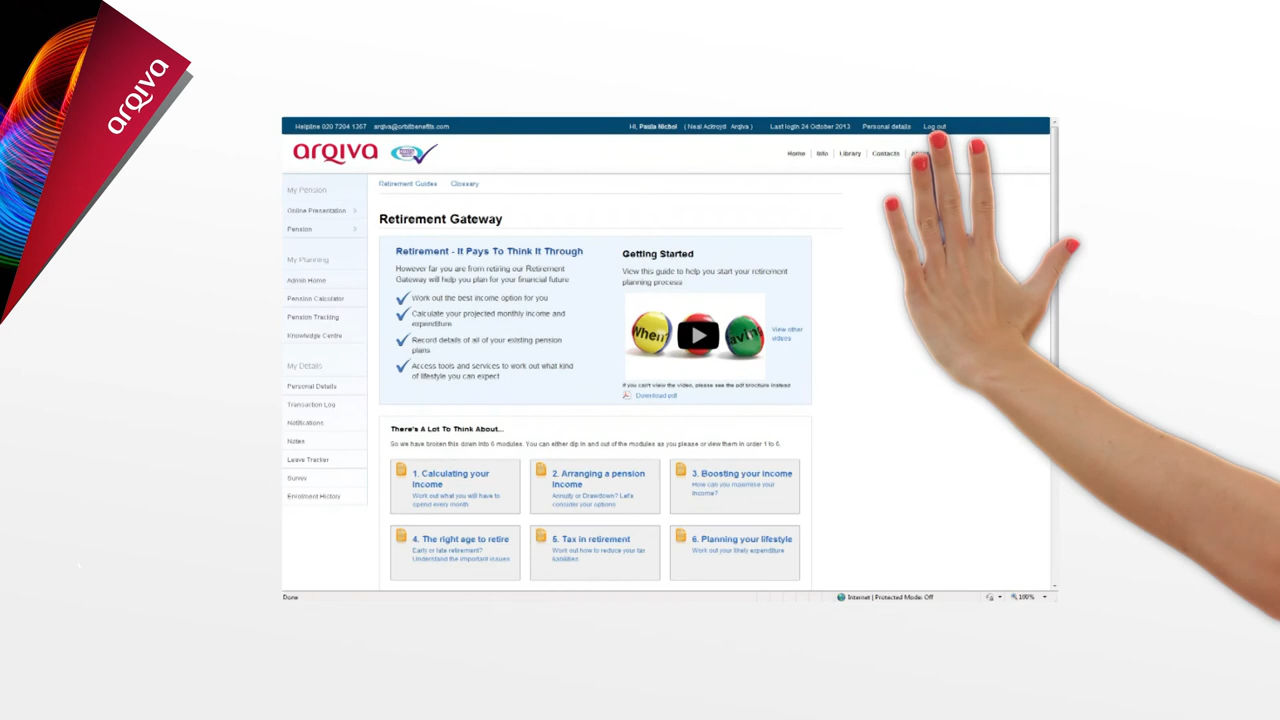 arqiva
Helpline 020 7204 1367 arqiva@orbitbenefits.com Hi, Paula Nichol ( Neal Ackroyd Arqiva ) Last login 24 October 2013 Personal details Log out
arqiva
Home Info Library Contacts
My Pension
Online Presentation
Pension
My Planning
Admin Home
Pension Calculator
Pension Tracking
Knowledge Centre
My Details
Personal Details
Transaction Log
Notifications
Notes
Leave Tracker
Survey
Enrolment History
Retirement Guides Glossary
Retirement Gateway
Retirement - It Pays To Think It Through
However far you are from retiring our Retirement
Gateway will help you plan for your financial future
Work out the best income option for you
Calculate your projected monthly income and
expenditure
Record details of all of your existing pension
plans
Access tools and services to work out what kind
of lifestyle you can expect
Getting Started
View this guide to help you start your retirement
planning process
When?
View other
videos
If you can't view the video, please see the pdf brochure instead
Download pdf
There's A Lot To Think About...
So we have broken this down into 6 modules. You can either dip in and out of the modules as you please or view them in order 1 to 6.
1. Calculating your
income
Work out what you will have to
spend every month
2. Arranging a pension
income
Annuity or Drawdown? Let's
consider your options
3. Boosting your income
How can you maximise your
income?
4. The right age to retire
Early or late retirement?
Understand the important issues
5. Tax in retirement
Work out how to reduce your tax
liabilities
6. Planning your lifestyle
Work out your likely expenditure
Done Internet | Protected Mode: Off 100%